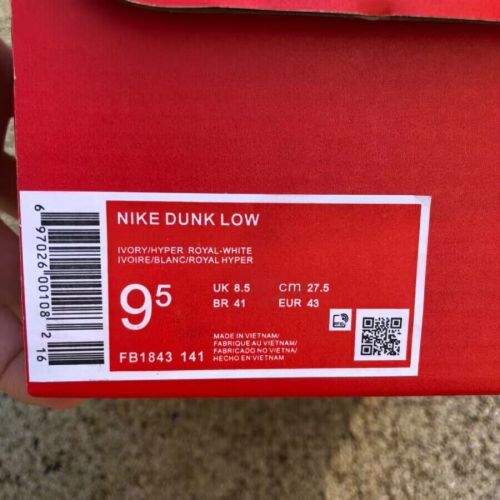 NIKE DUNK LOW
IVORY/HYPER ROYAL-WHITE
IVOIRE/BLANC/ROYAL HYPER
9⁵
UK 8.5 cm 27.5
BR 41 EUR 43
FB1843 141
MADE IN VIETNAM/
FABRIQUE AU VIETNAM/
FABRICADO NO VIETNA/
HECHO EN VIETNAM
6 97026 00108 2 16